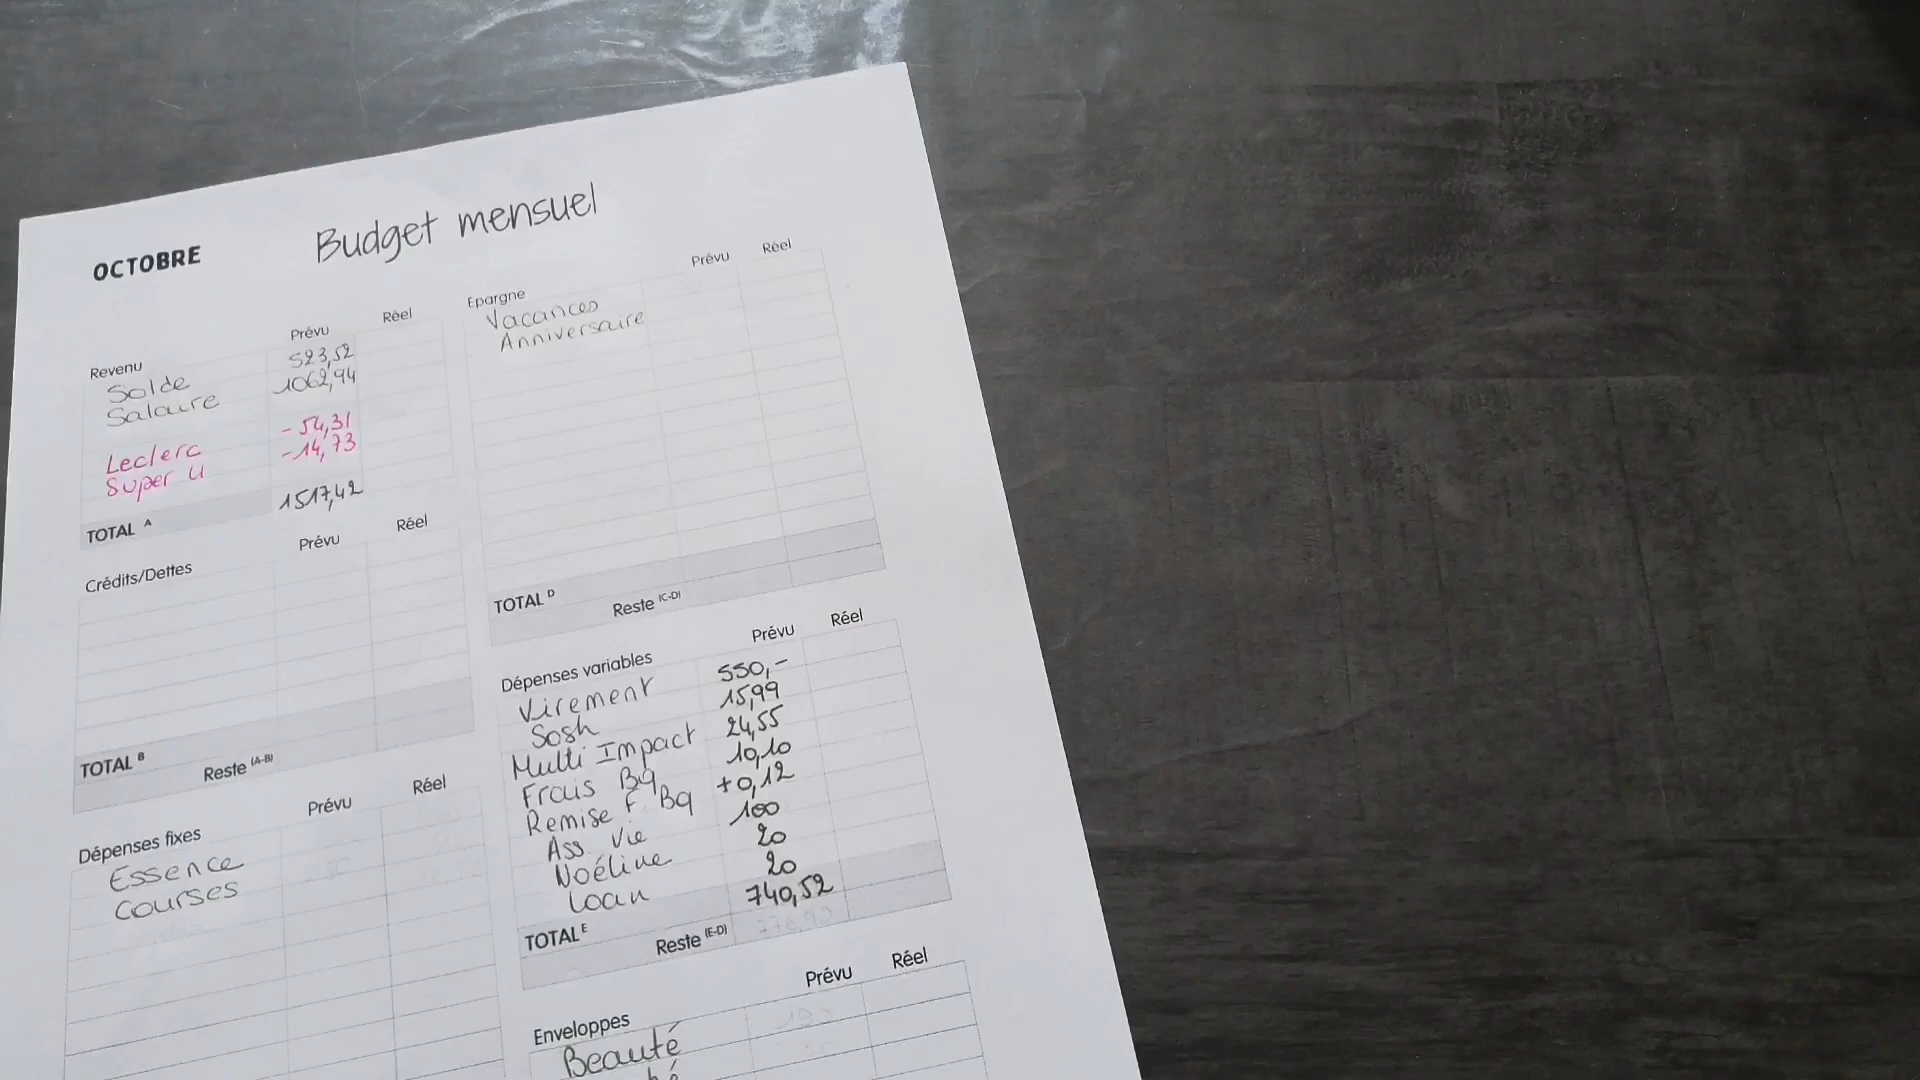 OCTOBRE
Budget mensuel
Revenu Prévu Réel
Solde 523,52
Salaire 1062,94
Leclerc - 54,31
Super U - 14,73
TOTAL A 1517,42
Crédits/Dettes Prévu Réel
TOTAL B
Reste (A-B)
Dépenses fixes Prévu Réel
Essence
Courses
Epargne Prévu Réel
Vacances
Anniversaire
TOTAL D
Reste (C-D)
Dépenses variables Prévu Réel
Virement 550,-
Sosh 15,99
Multi Impact 24,55
Frais Bq 10,10
Remise F. Bq +0,12
Ass. Vie 100
Noéline 20
Loan 20
TOTAL E 740,52
Reste (E-D)
Enveloppes Prévu Réel
Beauté